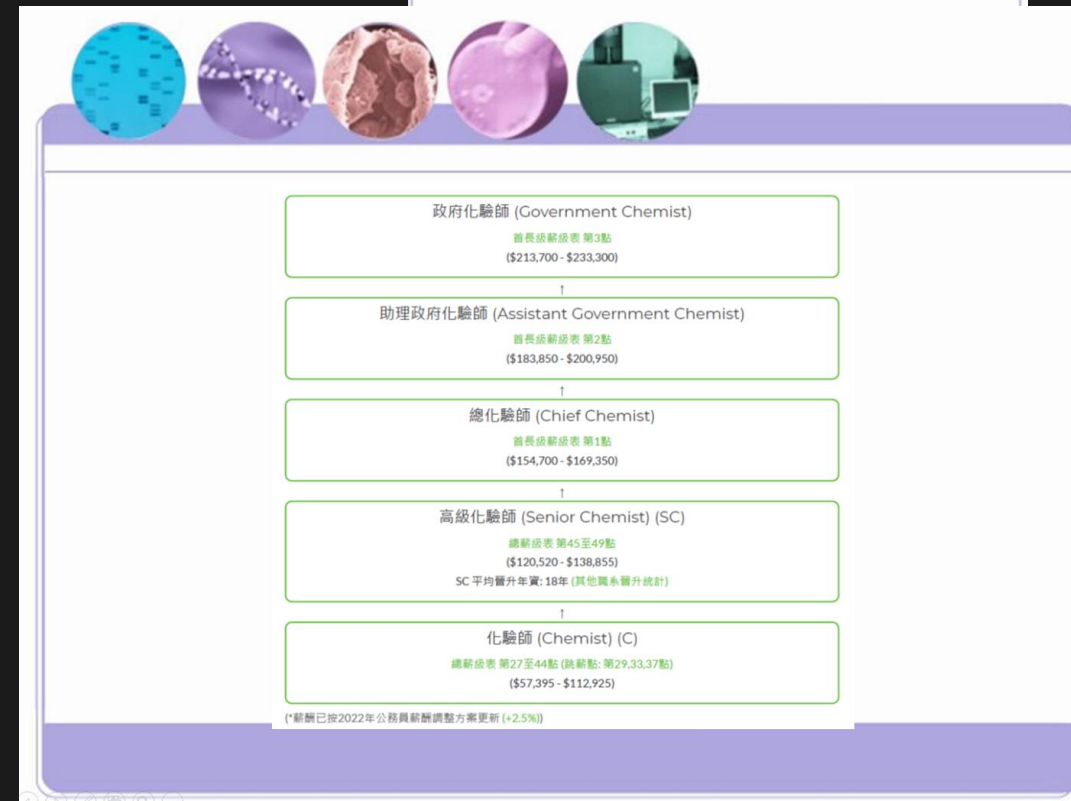 政府化驗師 (Government Chemist)
首長級薪級表 第3點
($213,700 - $233,300)
↑
助理政府化驗師 (Assistant Government Chemist)
首長級薪級表 第2點
($183,850 - $200,950)
↑
總化驗師 (Chief Chemist)
首長級薪級表 第1點
($154,700 - $169,350)
↑
高級化驗師 (Senior Chemist) (SC)
總薪級表 第45至49點
($120,520 - $138,855)
SC 平均晉升年資: 18年 (其他職系晉升統計)
↑
化驗師 (Chemist) (C)
總薪級表 第27至44點 (跳薪點: 第29,33,37點)
($57,395 - $112,925)
(*薪酬已按2022年公務員薪酬調整方案更新 (+2.5%))